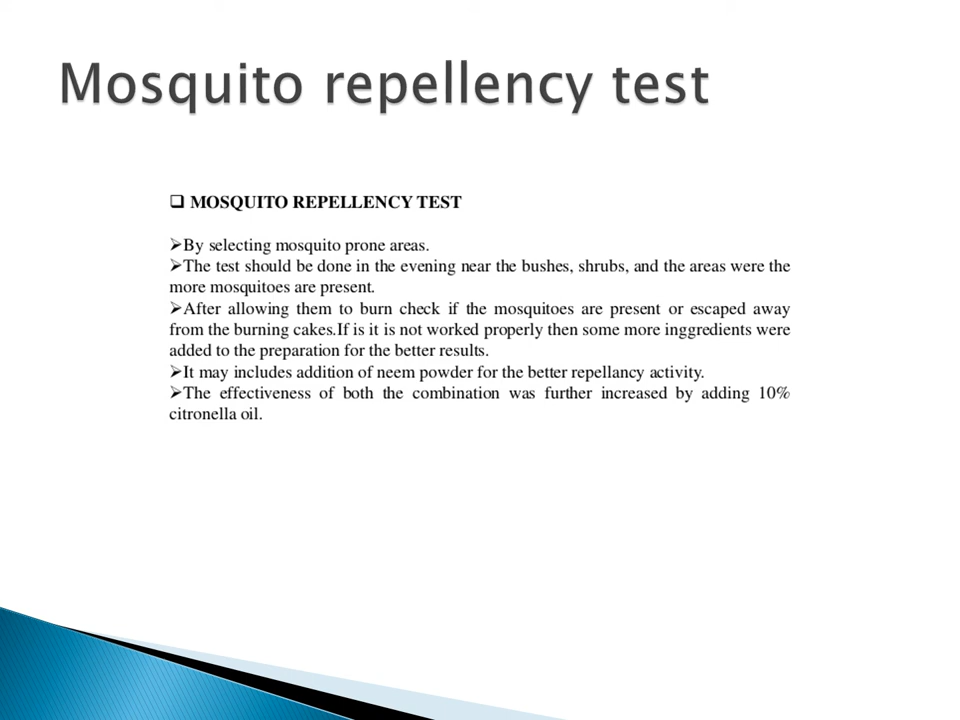 Mosquito repellency test
❑ MOSQUITO REPELLENCY TEST
➢By selecting mosquito prone areas.
➢The test should be done in the evening near the bushes, shrubs, and the areas were the
more mosquitoes are present.
➢After allowing them to burn check if the mosquitoes are present or escaped away
from the burning cakes.If is it is not worked properly then some more inggredients were
added to the preparation for the better results.
➢It may includes addition of neem powder for the better repellancy activity.
➢The effectiveness of both the combination was further increased by adding 10%
citronella oil.